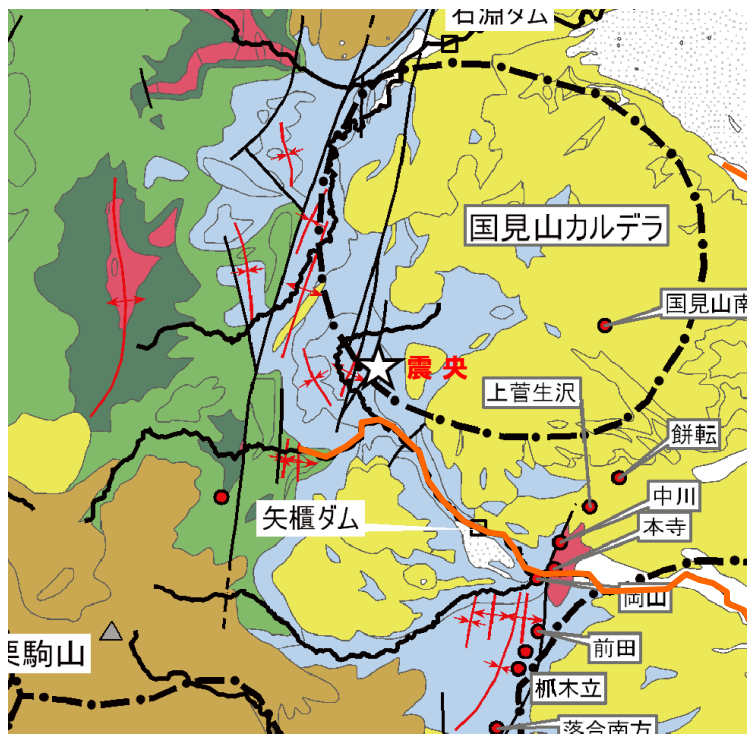 石淵ダム
国見山カルデラ
国見山南
震央
上菅生沢
餅転
中川
矢櫃ダム
本寺
岡山
前田
栗駒山
柧木立
落合南方